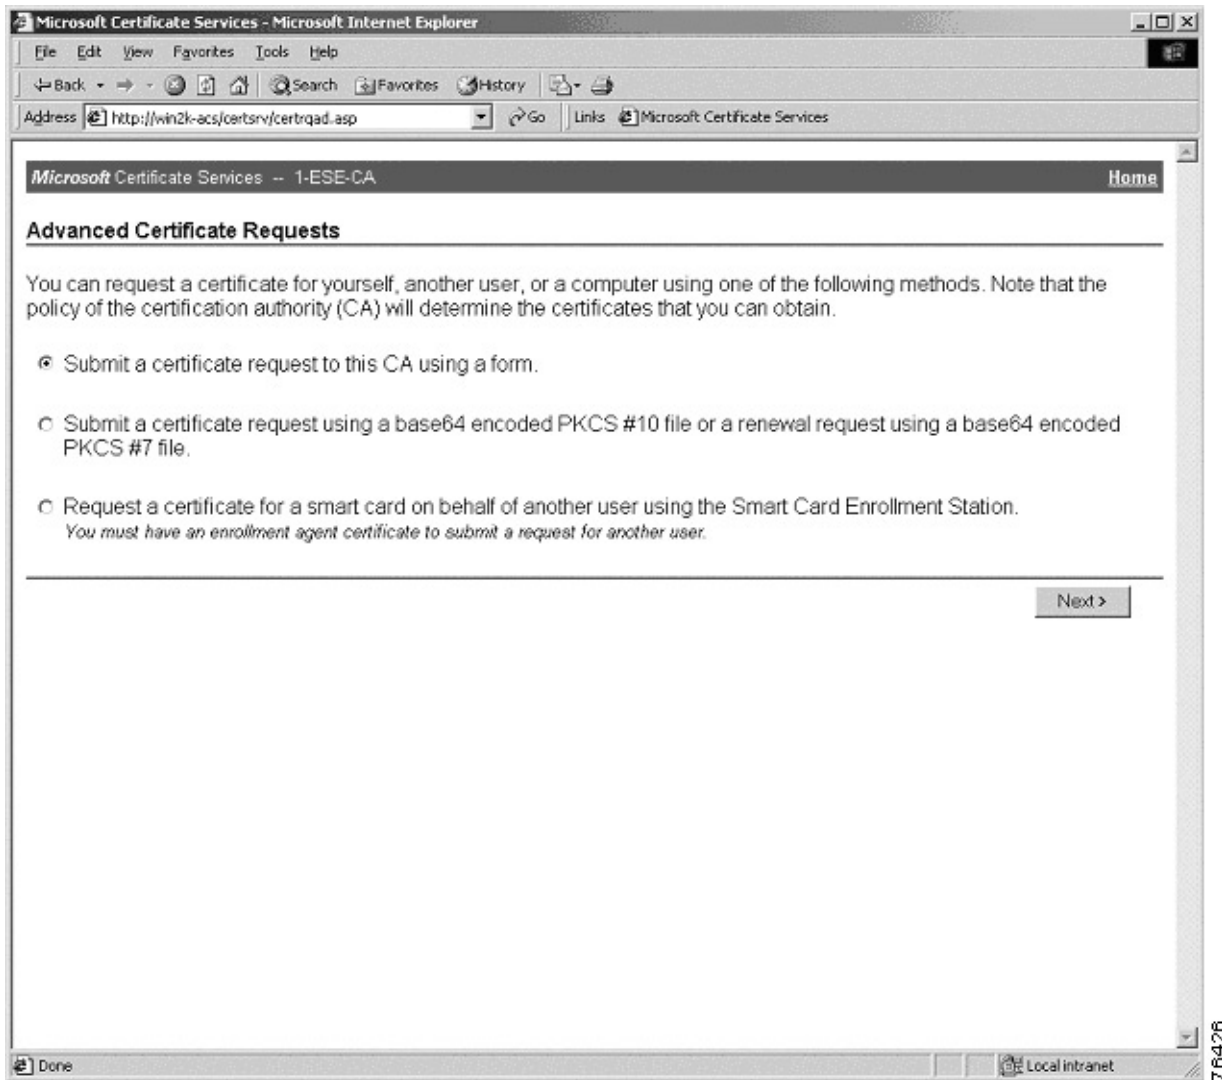 Microsoft Certificate Services - Microsoft Internet Explorer
File Edit View Favorites Tools Help
Back Search Favorites History
Address http://win2k-acs/certsrv/certrqad.asp Go Links Microsoft Certificate Services
Microsoft Certificate Services -- 1-ESE-CA Home
Advanced Certificate Requests
You can request a certificate for yourself, another user, or a computer using one of the following methods. Note that the
policy of the certification authority (CA) will determine the certificates that you can obtain.
Submit a certificate request to this CA using a form.
Submit a certificate request using a base64 encoded PKCS #10 file or a renewal request using a base64 encoded
PKCS #7 file.
Request a certificate for a smart card on behalf of another user using the Smart Card Enrollment Station.
You must have an enrollment agent certificate to submit a request for another user.
Next >
Done Local intranet
76426